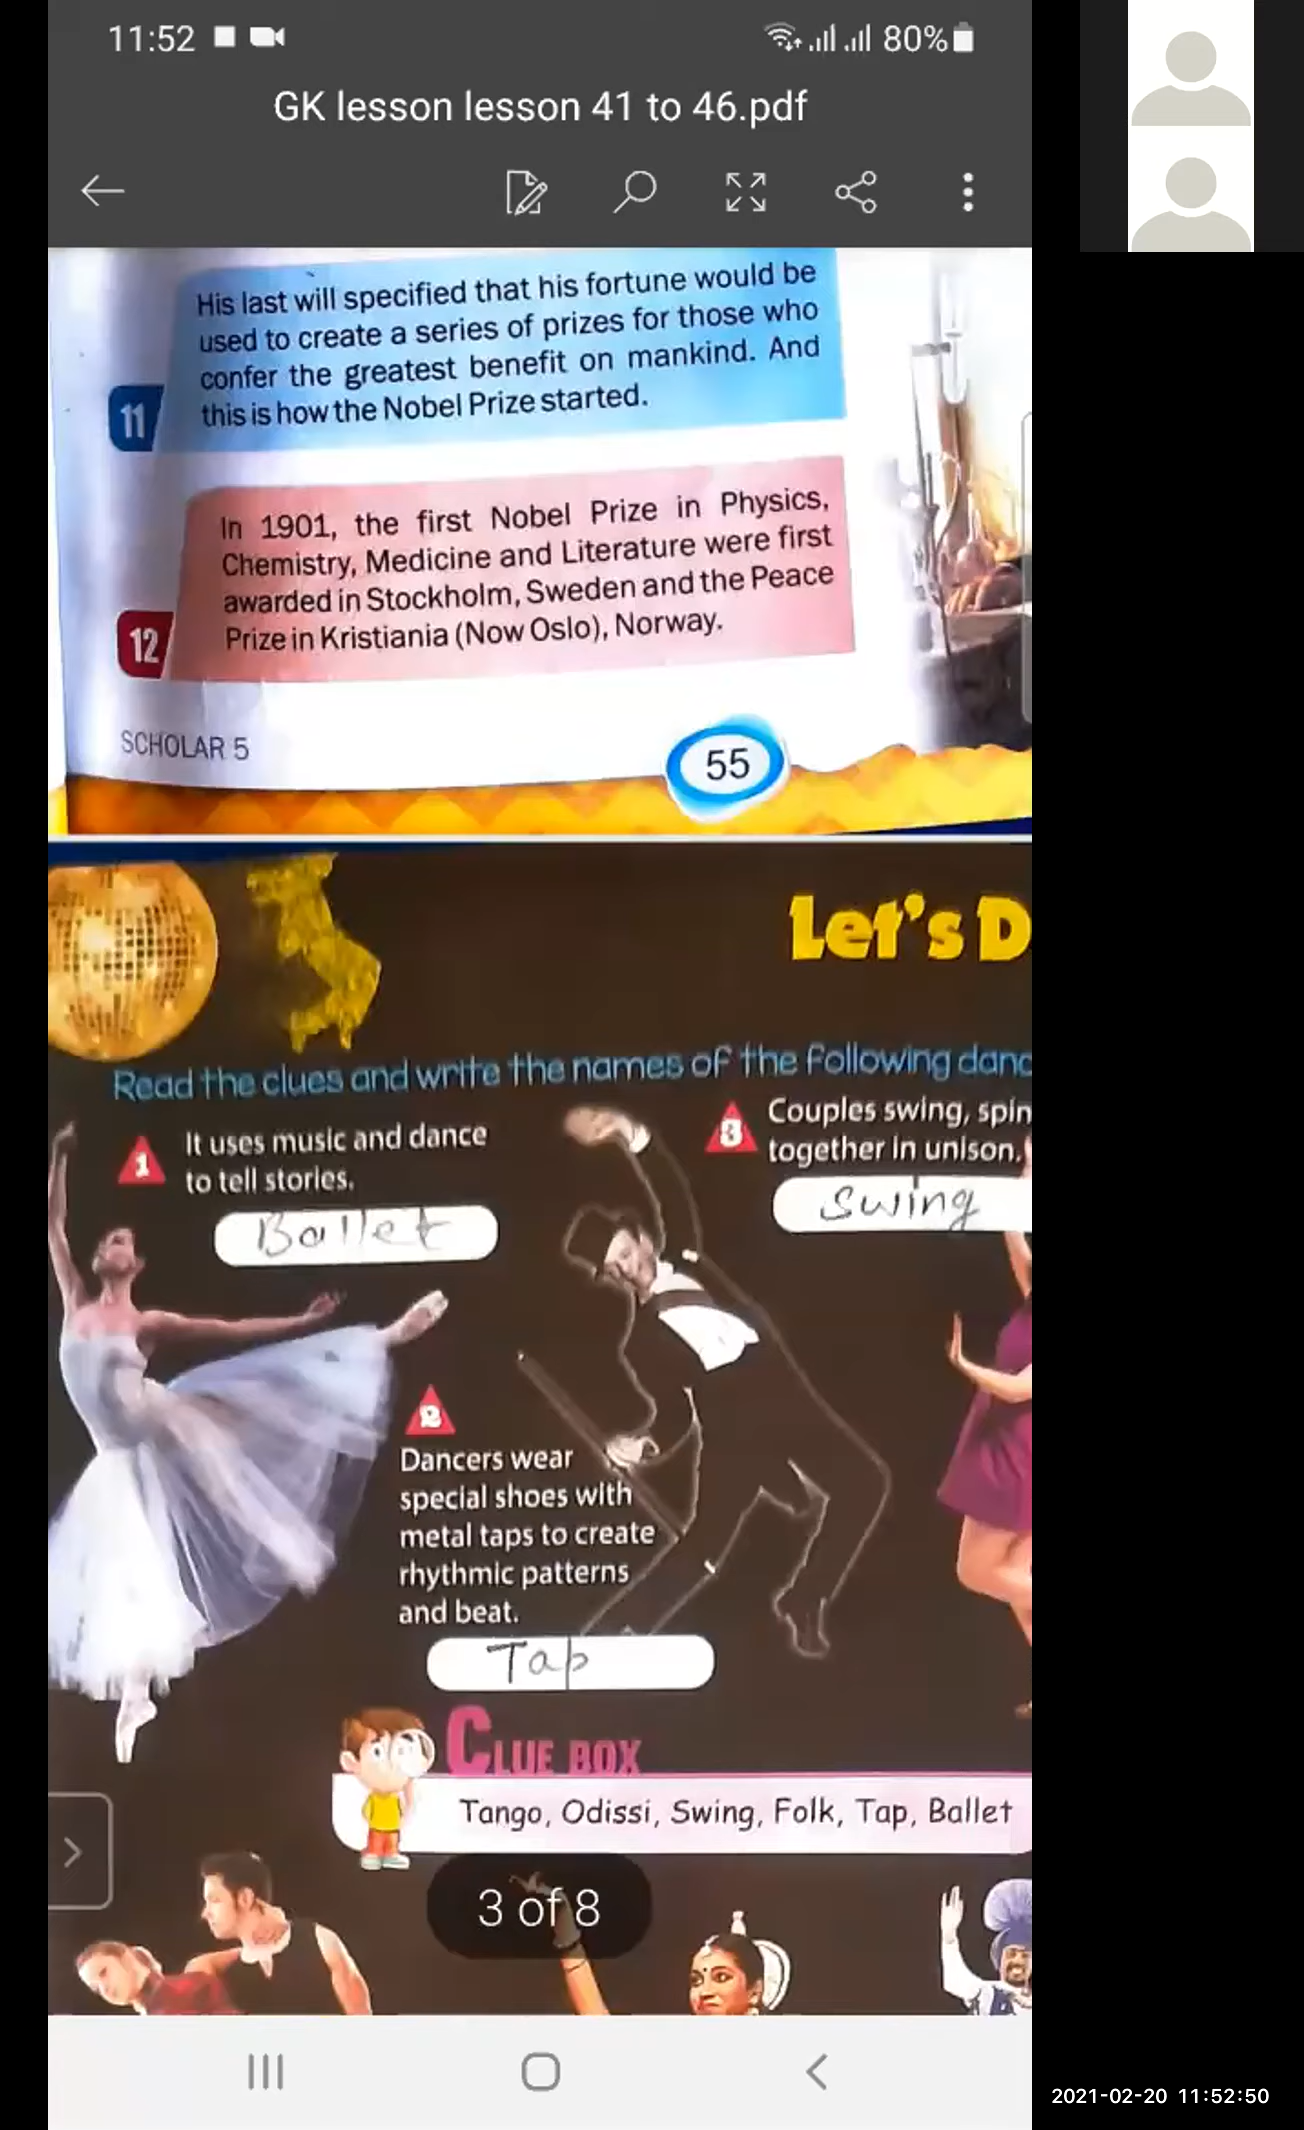 11:52
80%
GK lesson lesson 41 to 46.pdf
His last will specified that his fortune would be
used to create a series of prizes for those who
confer the greatest benefit on mankind. And
this is how the Nobel Prize started.
11
In 1901, the first Nobel Prize in Physics,
Chemistry, Medicine and Literature were first
awarded in Stockholm, Sweden and the Peace
Prize in Kristiania (Now Oslo), Norway.
12
SCHOLAR 5
55
Let's D
Read the clues and write the names of the following danc
1
It uses music and dance
to tell stories.
Ballet
3
Couples swing, spin
together in unison.
Swing
2
Dancers wear
special shoes with
metal taps to create
rhythmic patterns
and beat.
Tap
CLUE BOX
Tango, Odissi, Swing, Folk, Tap, Ballet
3 of 8
2021-02-20 11:52:50